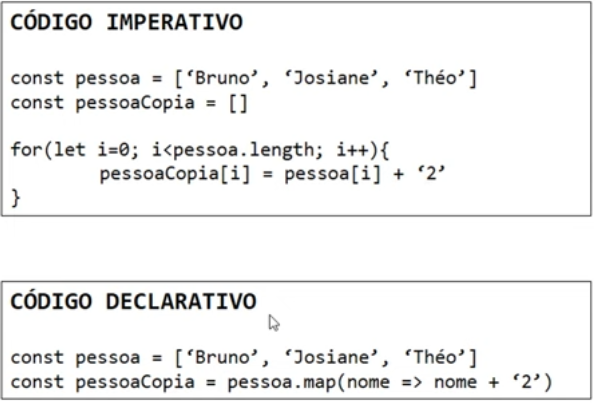 CÓDIGO IMPERATIVO
const pessoa = [‘Bruno’, ‘Josiane’, ‘Théo’]
const pessoaCopia = []
for(let i=0; i<pessoa.length; i++){
pessoaCopia[i] = pessoa[i] + ‘2’
}
CÓDIGO DECLARATIVO
const pessoa = [‘Bruno’, ‘Josiane’, ‘Théo’]
const pessoaCopia = pessoa.map(nome => nome + ‘2’)